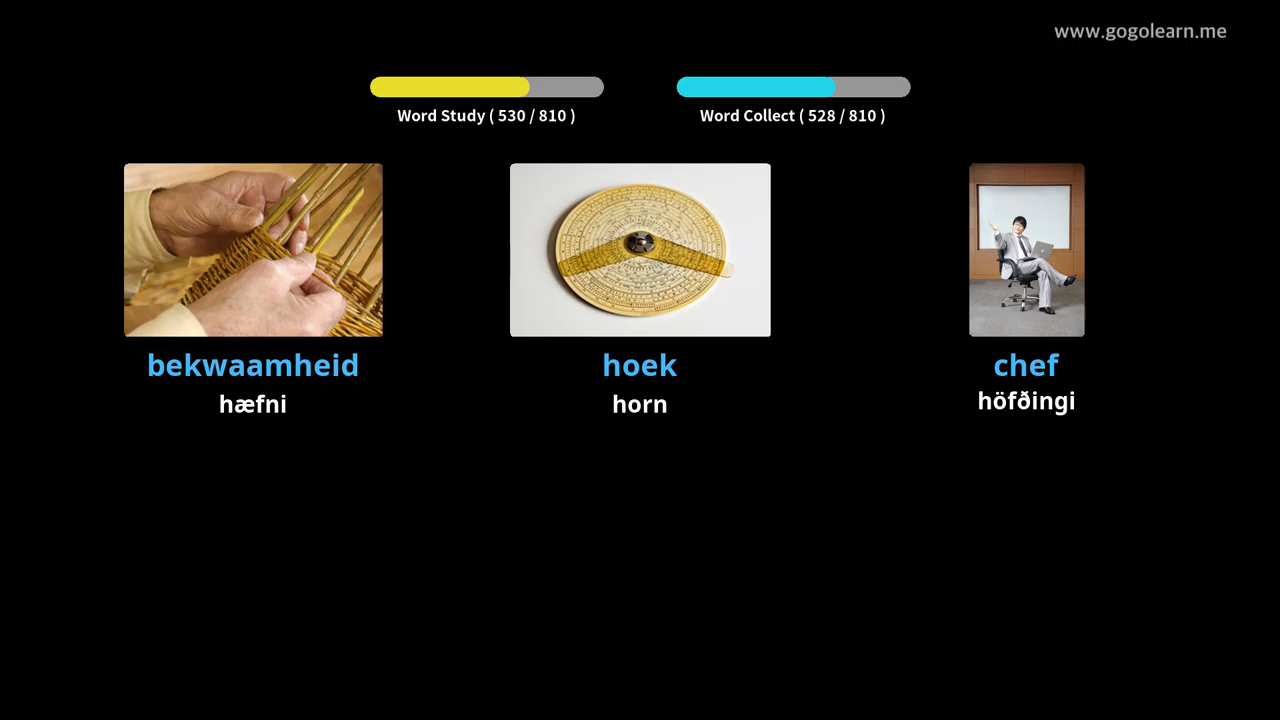 www.gogolearn.me
Word Study ( 530 / 810 )
Word Collect ( 528 / 810 )
bekwaamheid
hæfni
hoek
horn
chef
höfðingi